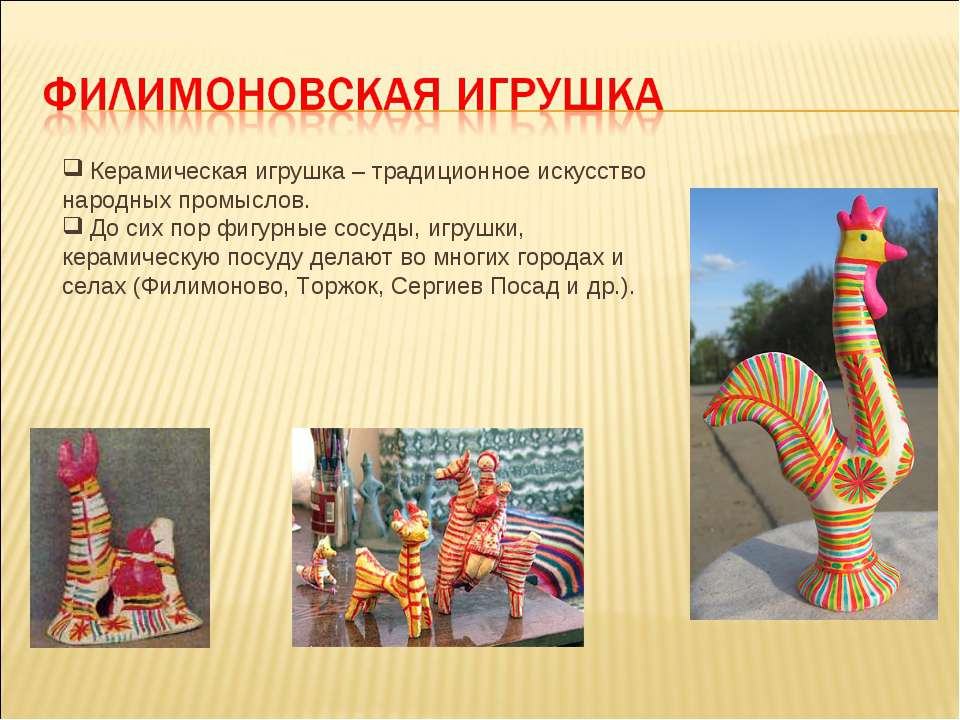 ФИЛИМОНОВСКАЯ ИГРУШКА
❑ Керамическая игрушка – традиционное искусство
народных промыслов.
❑ До сих пор фигурные сосуды, игрушки,
керамическую посуду делают во многих городах и
селах (Филимоново, Торжок, Сергиев Посад и др.).